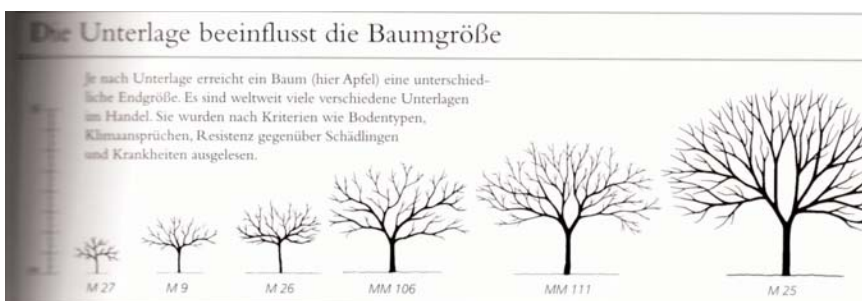 Die Unterlage beeinflusst die Baumgröße
Je nach Unterlage erreicht ein Baum (hier Apfel) eine unterschied-
liche Endgröße. Es sind weltweit viele verschiedene Unterlagen
im Handel. Sie wurden nach Kriterien wie Bodentypen,
Klimaansprüchen, Resistenz gegenüber Schädlingen
und Krankheiten ausgelesen.
M 27 M 9 M 26 MM 106 MM 111 M 25